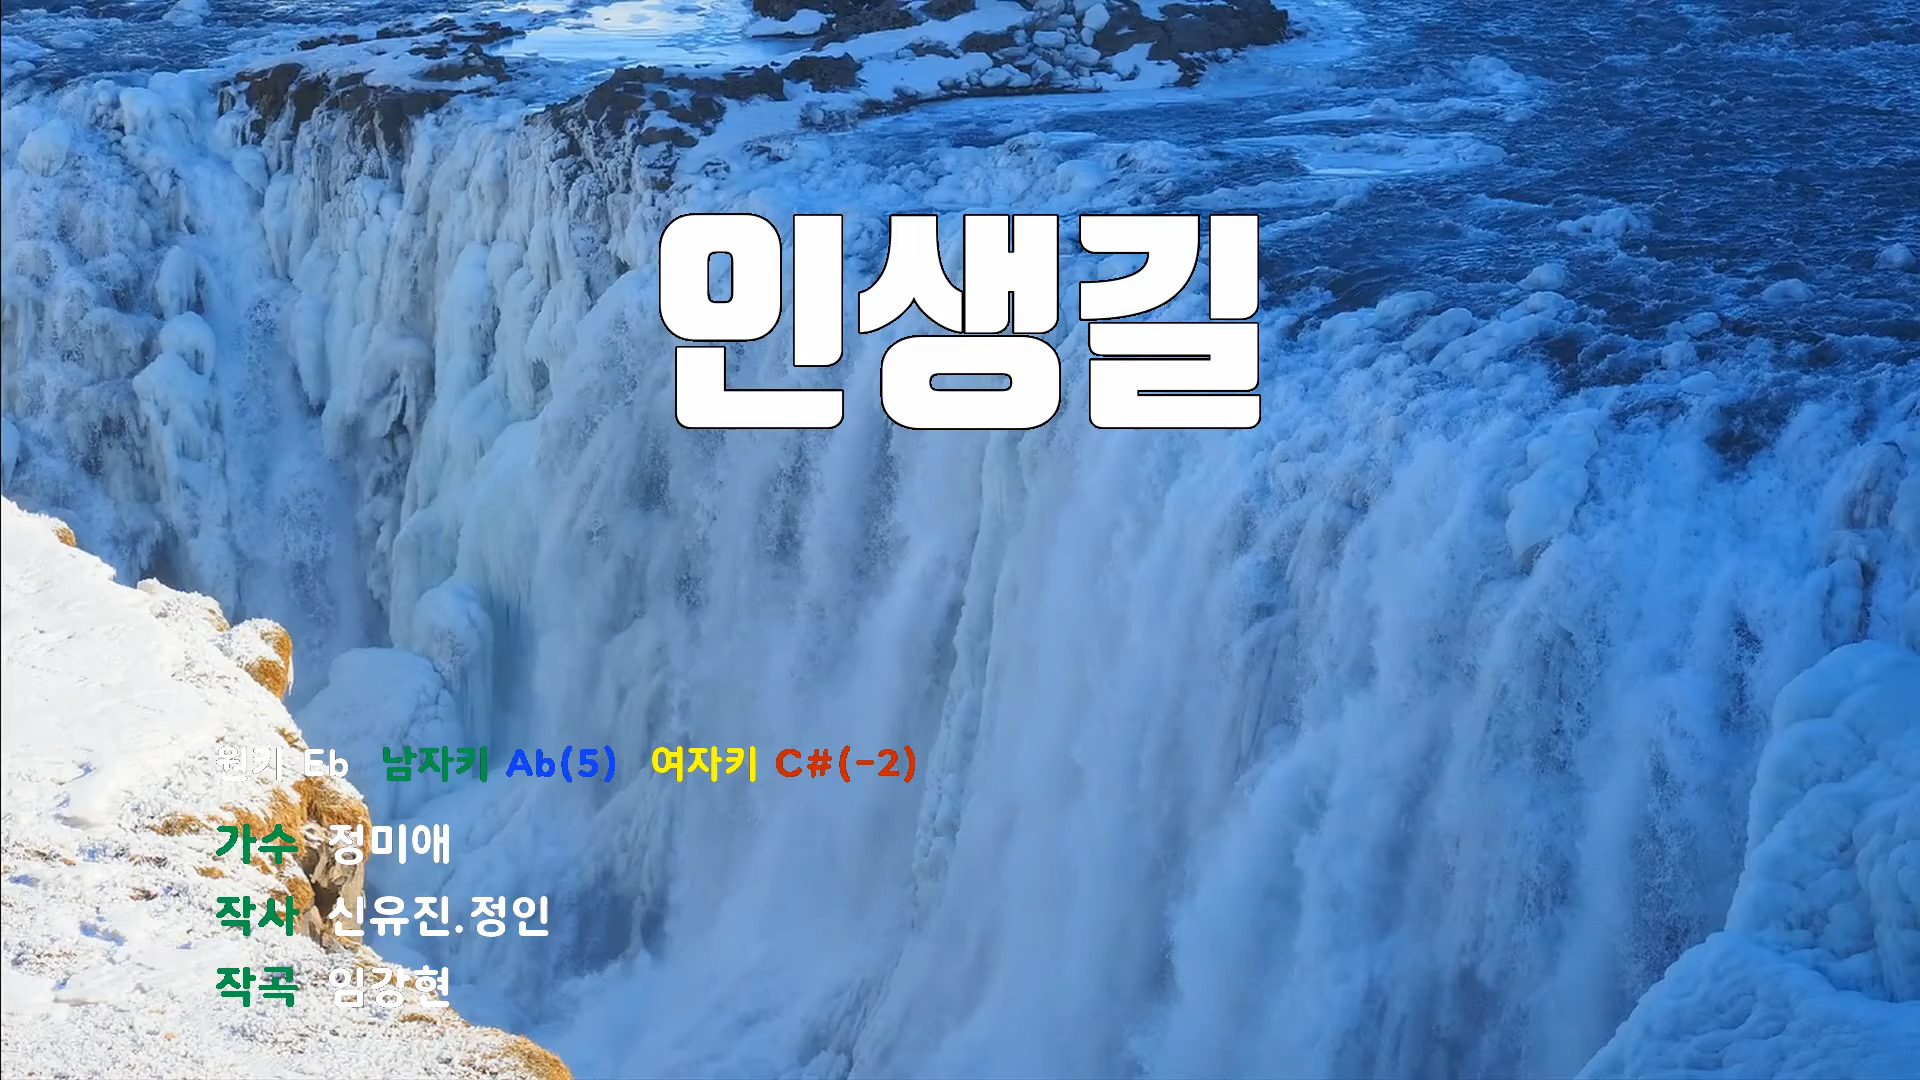 인생길
원키 Eb 남자키 Ab(5) 여자키 C#(-2)
가수 정미애
작사 신유진.정인
작곡 임강현